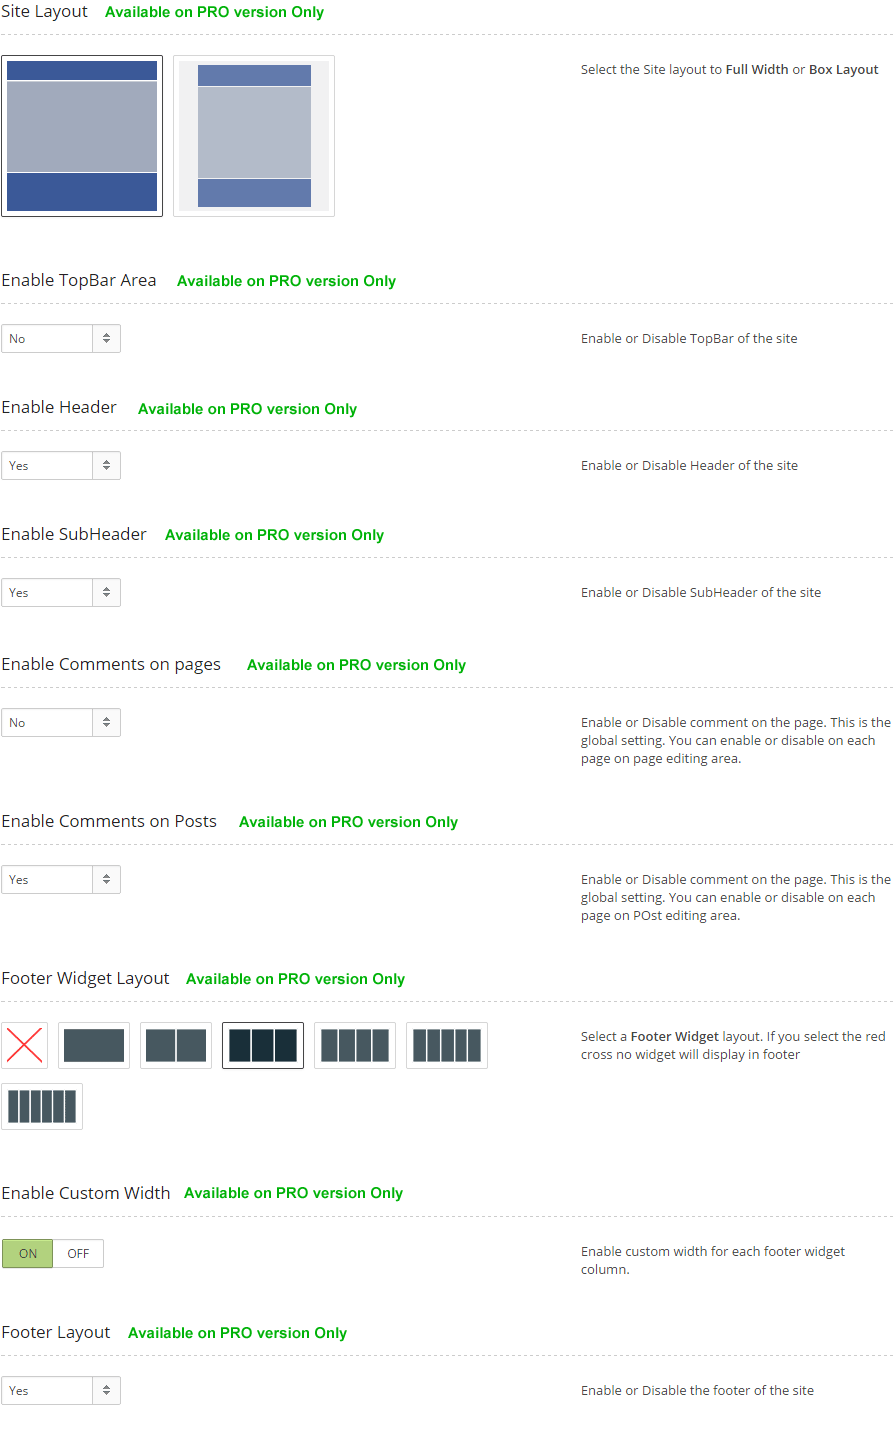 Site Layout Available on PRO version Only
Select the Site layout to Full Width or Box Layout
Enable TopBar Area Available on PRO version Only
No
Enable or Disable TopBar of the site
Enable Header Available on PRO version Only
Yes
Enable or Disable Header of the site
Enable SubHeader Available on PRO version Only
Yes
Enable or Disable SubHeader of the site
Enable Comments on pages Available on PRO version Only
No
Enable or Disable comment on the page. This is the
global setting. You can enable or disable on each
page on page editing area.
Enable Comments on Posts Available on PRO version Only
Yes
Enable or Disable comment on the page. This is the
global setting. You can enable or disable on each
page on POst editing area.
Footer Widget Layout Available on PRO version Only
Select a Footer Widget layout. If you select the red
cross no widget will display in footer
Enable Custom Width Available on PRO version Only
ON OFF
Enable custom width for each footer widget
column.
Footer Layout Available on PRO version Only
Yes
Enable or Disable the footer of the site